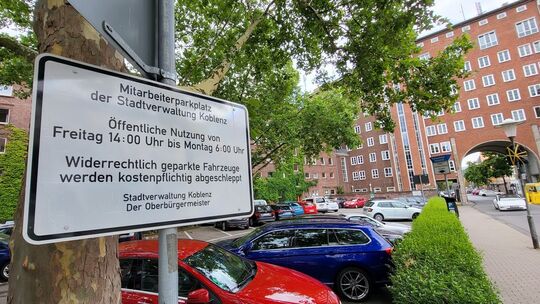 Mitarbeiterparkplatz
der Stadtverwaltung Koblenz
Öffentliche Nutzung von
Freitag 14:00 Uhr bis Montag 6:00 Uhr
Widerrechtlich geparkte Fahrzeuge
werden kostenpflichtig abgeschleppt
Stadtverwaltung Koblenz
Der Oberbürgermeister